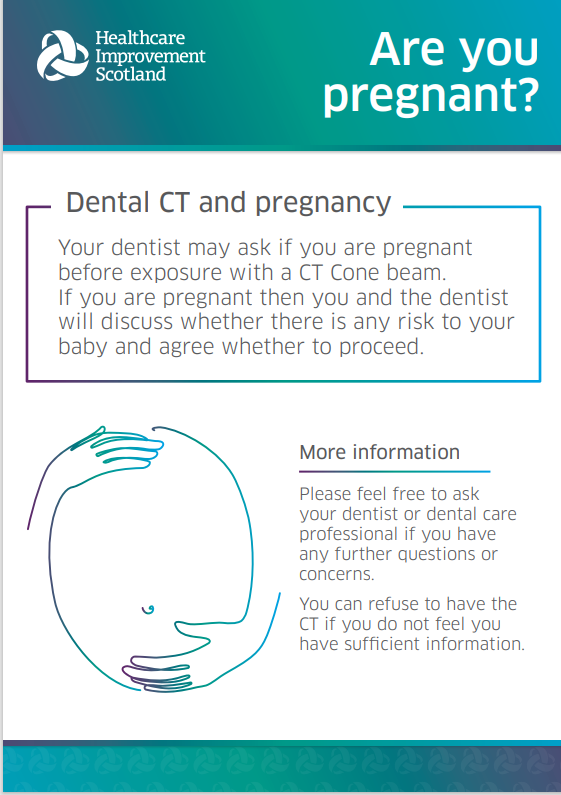 Healthcare
Improvement
Scotland
Are you
pregnant?
Dental CT and pregnancy
Your dentist may ask if you are pregnant
before exposure with a CT Cone beam.
If you are pregnant then you and the dentist
will discuss whether there is any risk to your
baby and agree whether to proceed.
More information
Please feel free to ask
your dentist or dental care
professional if you have
any further questions or
concerns.
You can refuse to have the
CT if you do not feel you
have sufficient information.